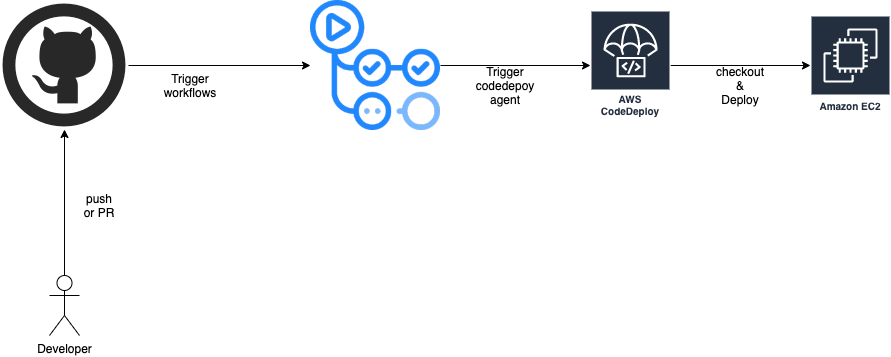 Trigger
workflows
Trigger
codedepoy
agent
AWS
CodeDeploy
checkout
&
Deploy
Amazon EC2
push
or PR
Developer